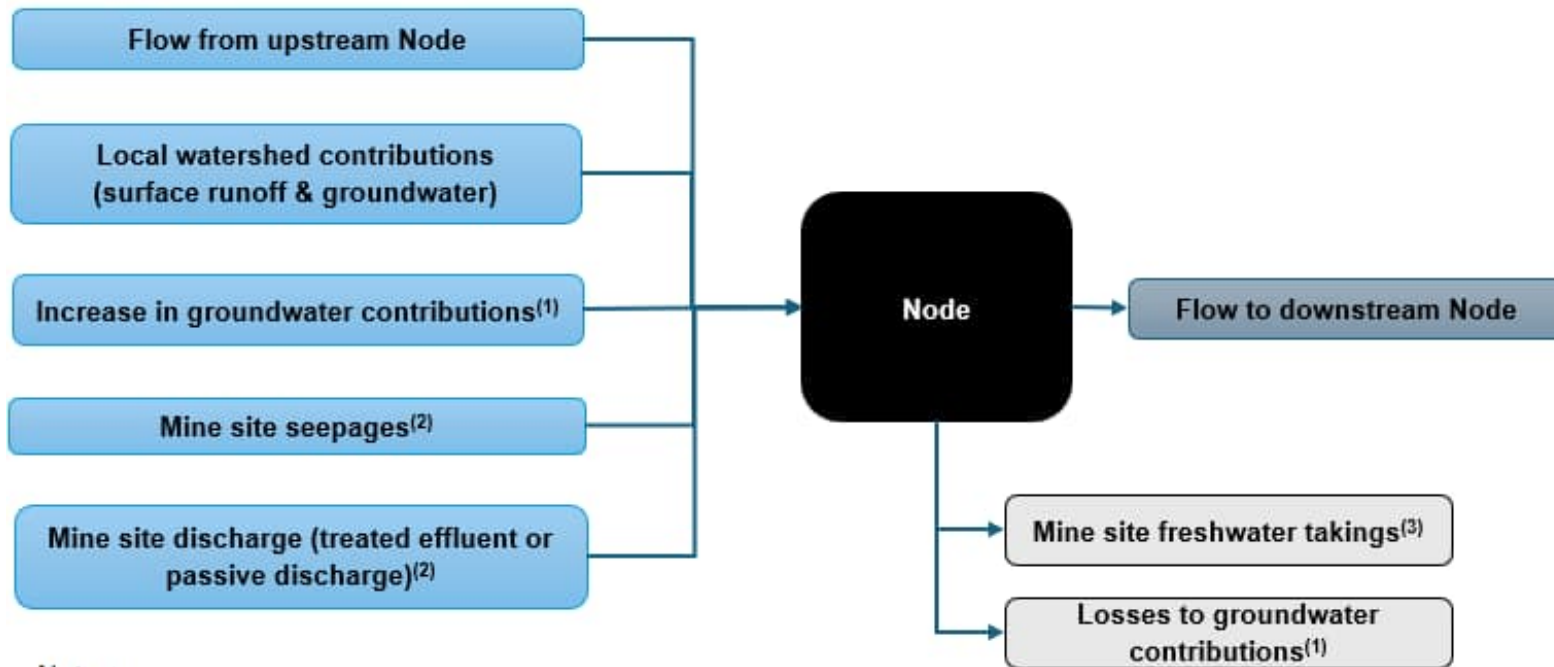 Flow from upstream Node
Local watershed contributions
(surface runoff & groundwater)
Increase in groundwater contributions(1)
Mine site seepages(2)
Mine site discharge (treated effluent or
passive discharge)(2)
Node
Flow to downstream Node
Mine site freshwater takings(3)
Losses to groundwater
contributions(1)